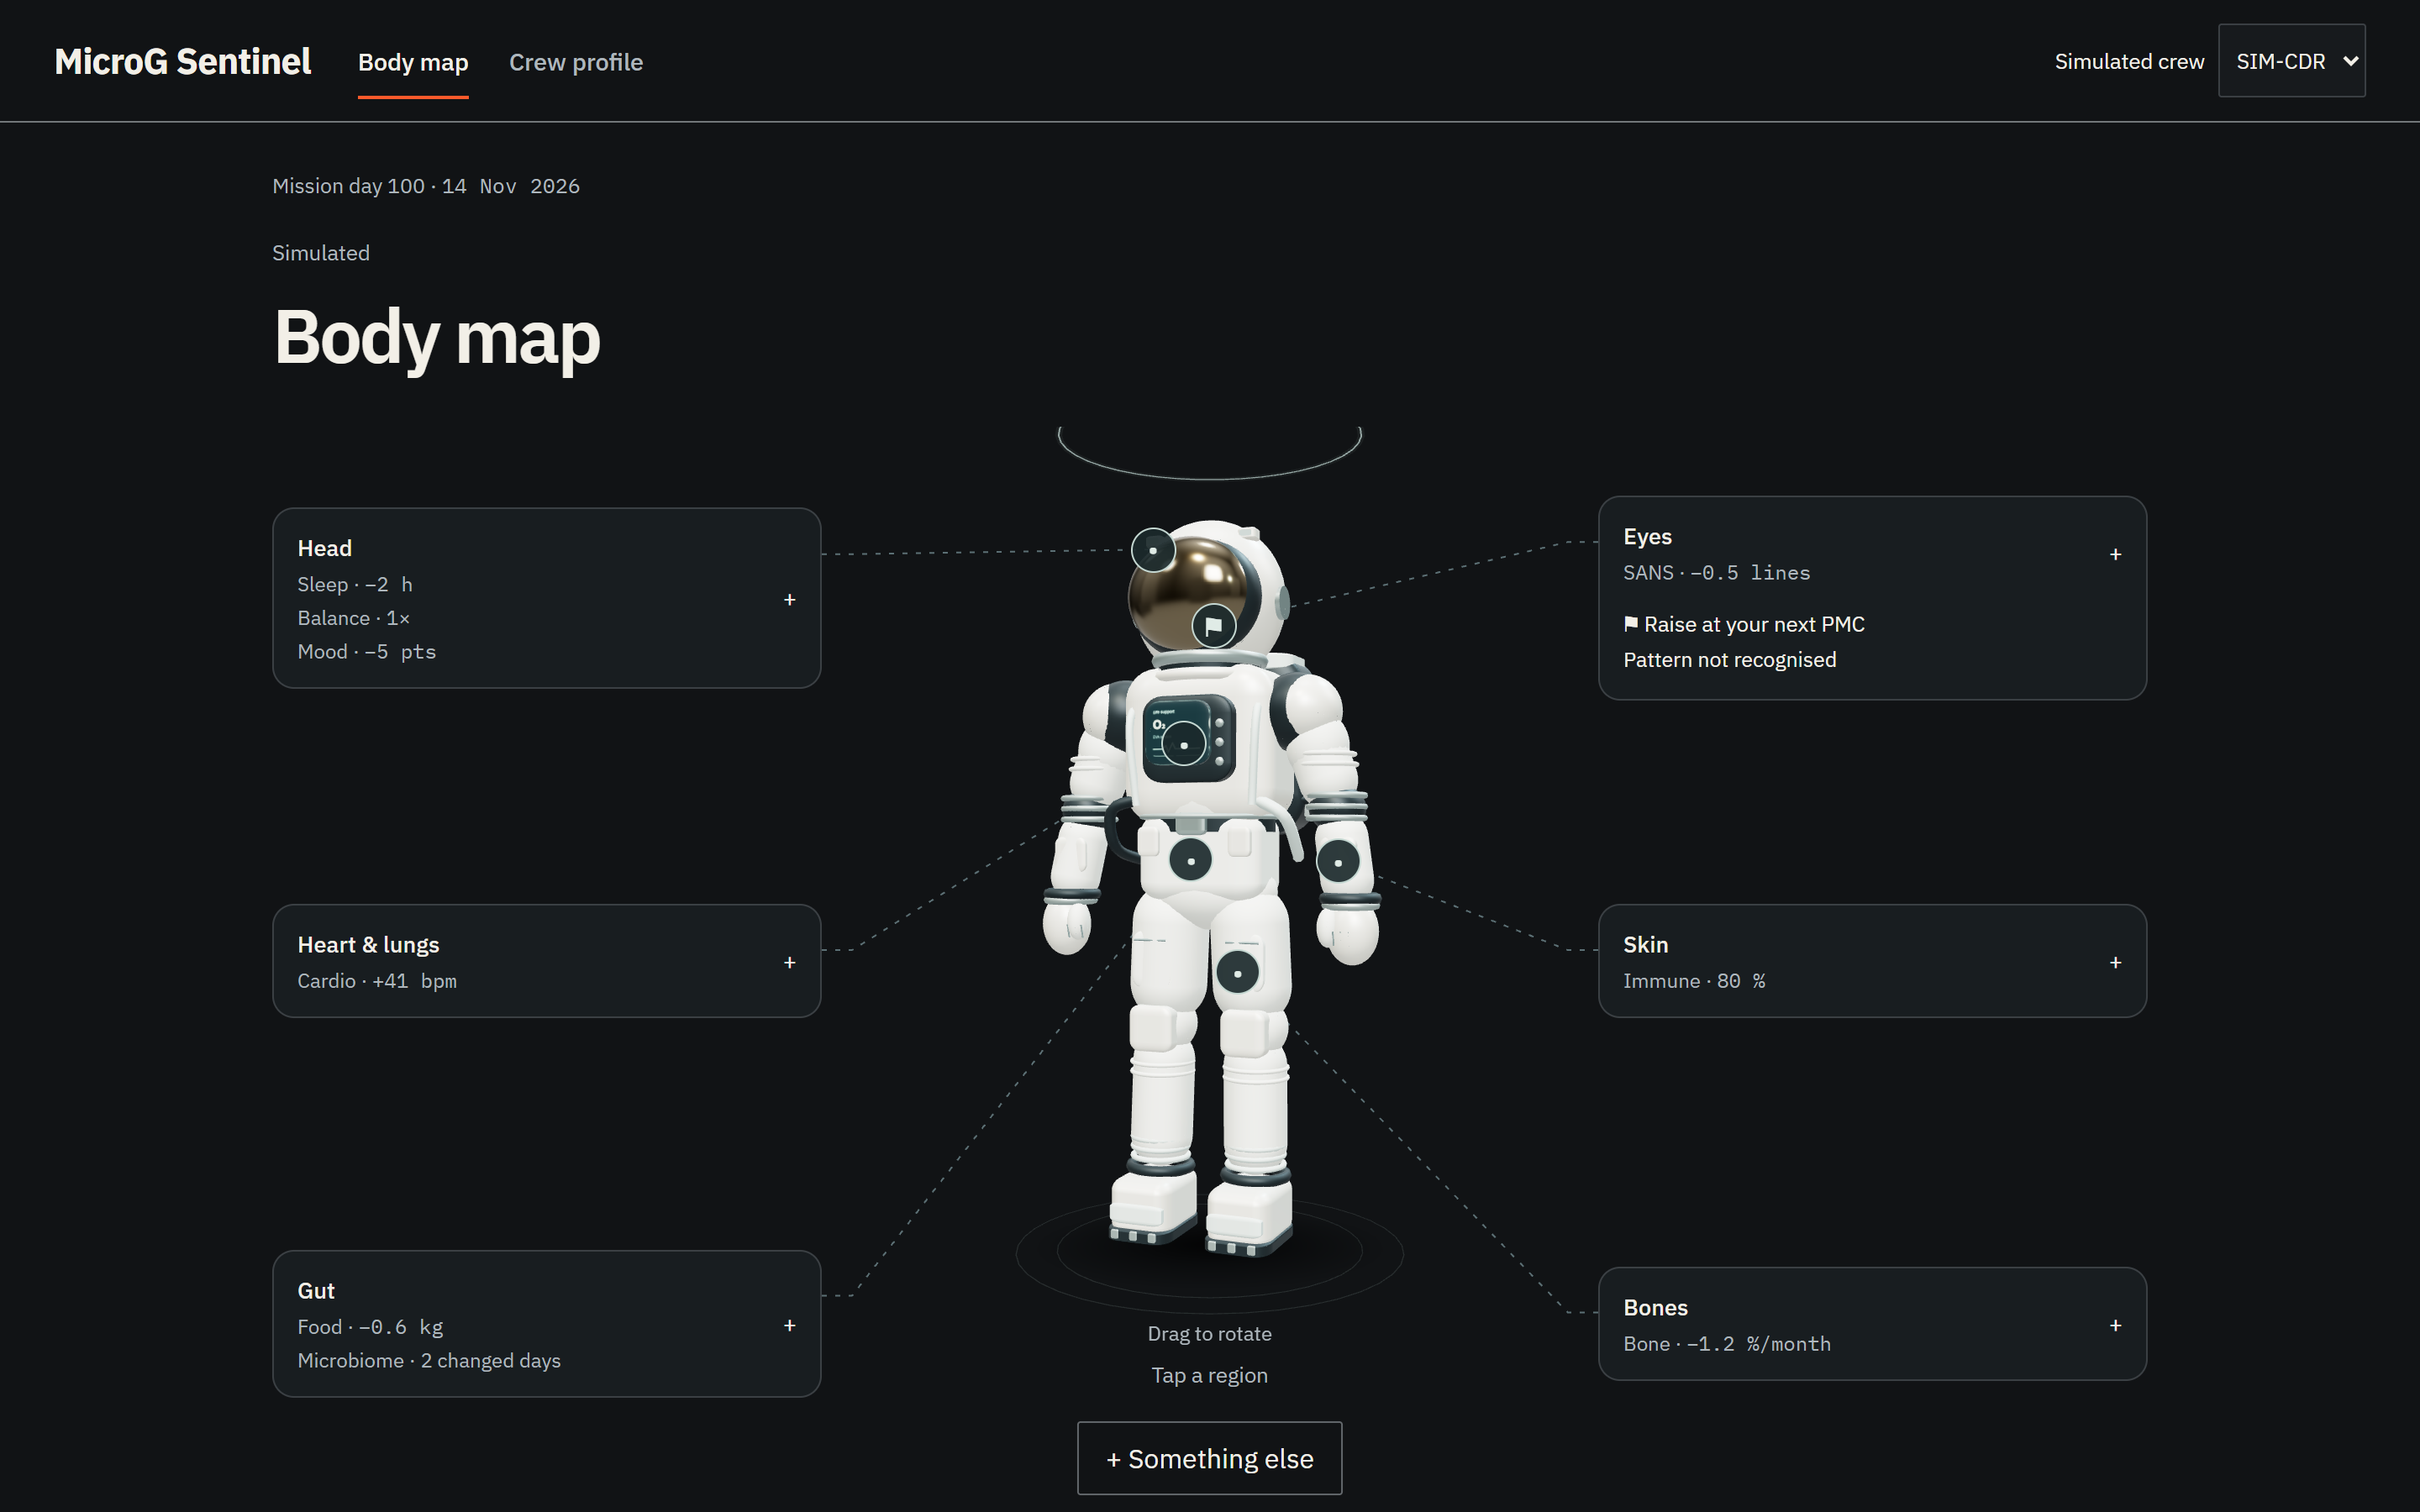 MicroG Sentinel
Body map
Crew profile
Simulated crew
SIM-CDR
Mission day 100 · 14 Nov 2026
Simulated
Body map
Head
Sleep · −2 h
Balance · 1×
Mood · −5 pts
+
Eyes
SANS · −0.5 lines
Raise at your next PMC
Pattern not recognised
+
O₂
Heart & lungs
Cardio · +41 bpm
+
Skin
Immune · 80 %
+
Gut
Food · −0.6 kg
Microbiome · 2 changed days
+
Bones
Bone · −1.2 %/month
+
Drag to rotate
Tap a region
+ Something else